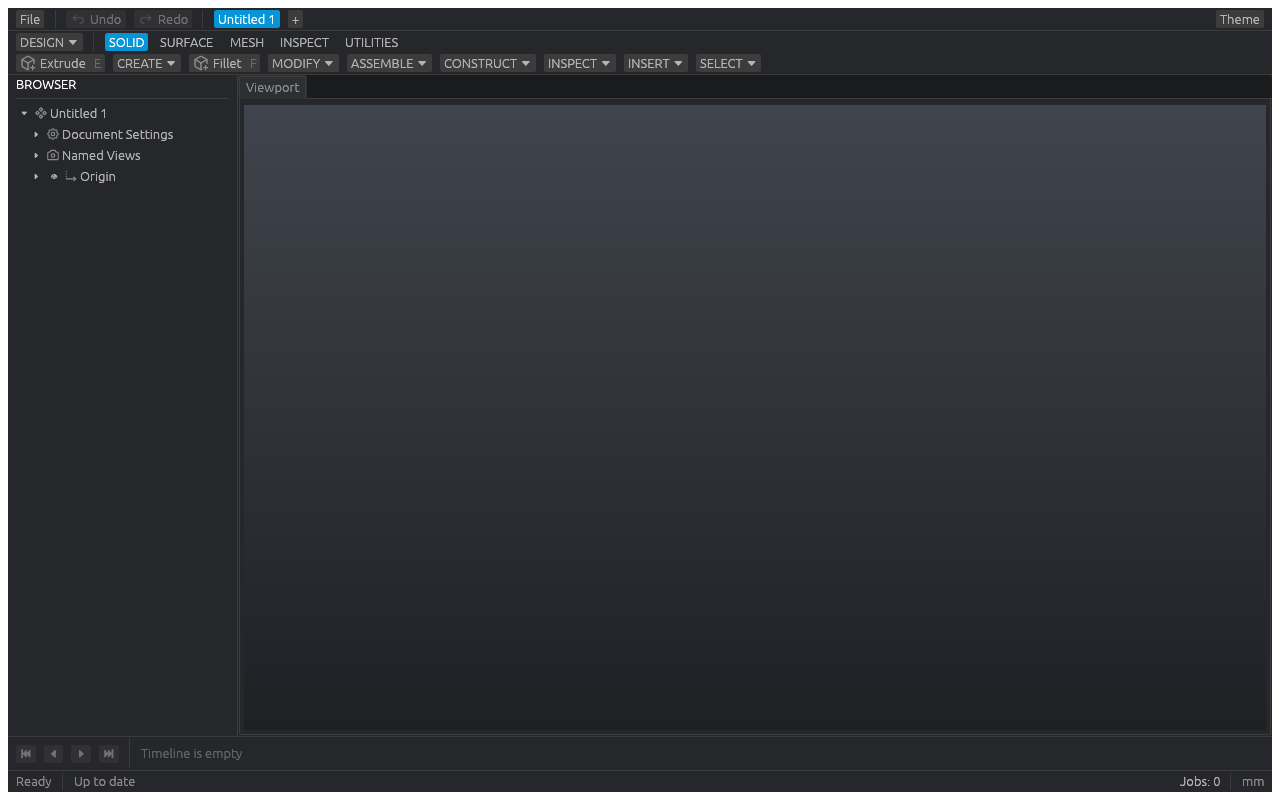 File Undo Redo Untitled 1 + Theme
DESIGN SOLID SURFACE MESH INSPECT UTILITIES
Extrude E CREATE Fillet F MODIFY ASSEMBLE CONSTRUCT INSPECT INSERT SELECT
BROWSER
Viewport
Untitled 1
Document Settings
Named Views
Origin
Timeline is empty
Ready Up to date Jobs: 0 mm